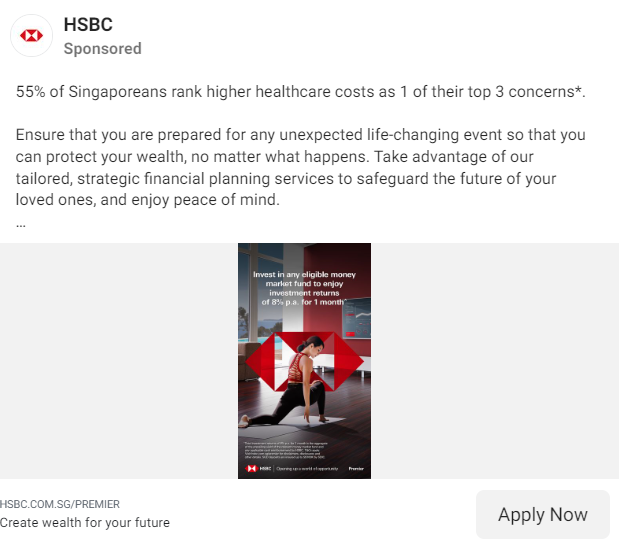 HSBC
Sponsored
55% of Singaporeans rank higher healthcare costs as 1 of their top 3 concerns*.
Ensure that you are prepared for any unexpected life-changing event so that you
can protect your wealth, no matter what happens. Take advantage of our
tailored, strategic financial planning services to safeguard the future of your
loved ones, and enjoy peace of mind.
...
Invest in any eligible money
market fund to enjoy
investment returns
of 8% p.a. for 1 month
HSBC | Opening up a world of opportunity
Premier
HSBC.COM.SG/PREMIER
Create wealth for your future
Apply Now